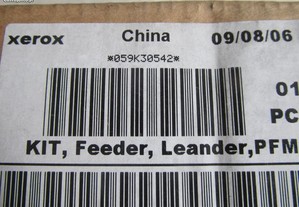 xerox China 09/08/06
*059K30542*
01
PC
KIT, Feeder, Leander,PFM